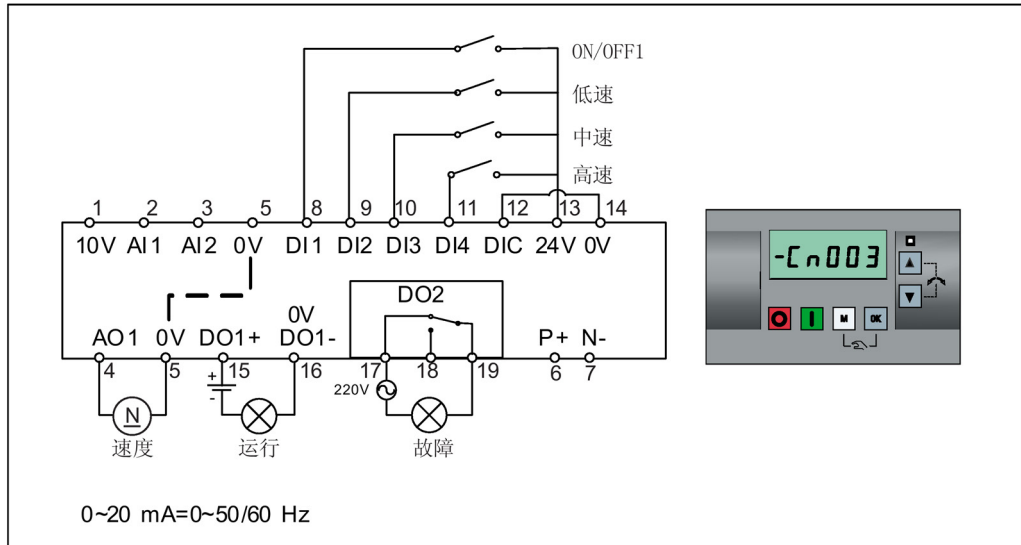 ON/OFF1
低速
中速
高速
1 2 3 5 8 9 10 11 12 13 14
10V AI1 AI2 0V DI1 DI2 DI3 DI4 DIC 24V 0V
-Cn003
DO2
0V
AO1 0V DO1+ DO1- P+ N-
M OK
4 5 15 16 17 18 19 6 7
+
-
220V
N
速度 运行 故障
0~20 mA=0~50/60 Hz